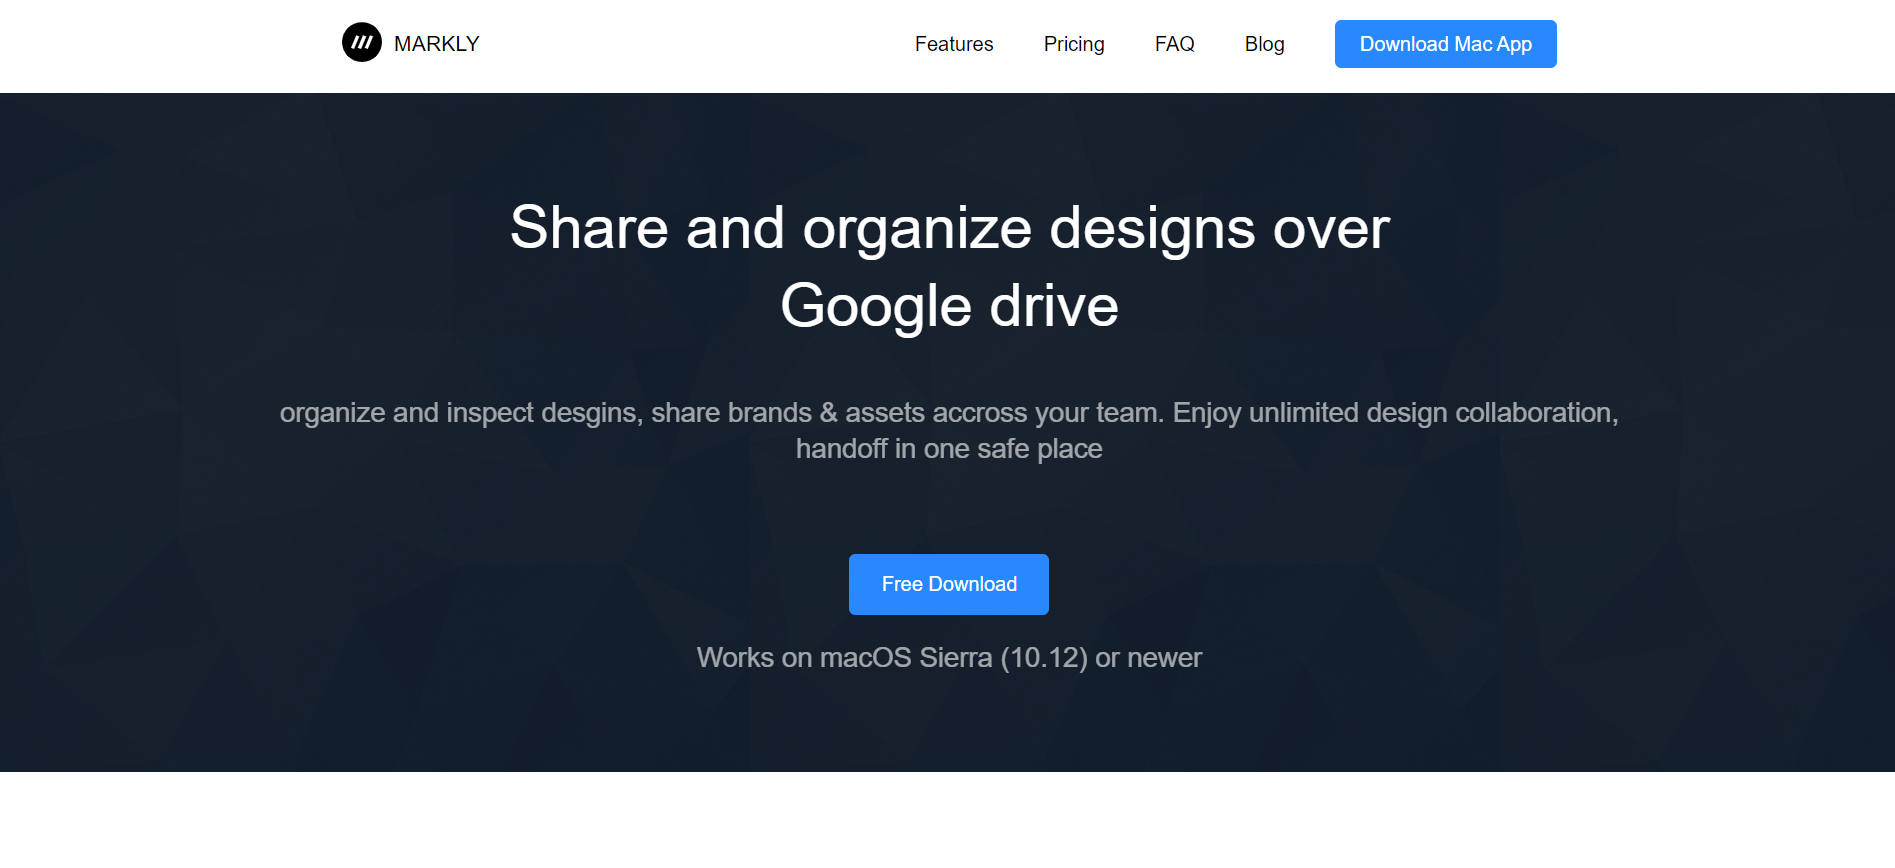 MARKLY
Features
Pricing
FAQ
Blog
Download Mac App
Share and organize designs over
Google drive
organize and inspect desgins, share brands & assets accross your team. Enjoy unlimited design collaboration,
handoff in one safe place
Free Download
Works on macOS Sierra (10.12) or newer